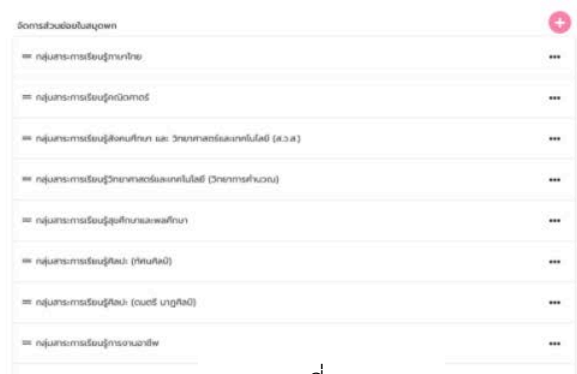 จัดการส่วนย่อยในสมุดพก
กลุ่มสาระการเรียนรู้ภาษาไทย
กลุ่มสาระการเรียนรู้คณิตศาตร์
กลุ่มสาระการเรียนรู้สังคมศึกษา และ วิทยาศาสตร์และเทคโนโลยี (ส.ว.ส.)
กลุ่มสาระการเรียนรู้วิทยาศาสตร์และเทคโนโลยี (วิทยาการคำนวณ)
กลุ่มสาระการเรียนรู้สุขศึกษาและพลศึกษา
กลุ่มสาระการเรียนรู้ศิลปะ (ทัศนศิลป์)
กลุ่มสาระการเรียนรู้ศิลปะ (ดนตรี นาฏศิลป์)
กลุ่มสาระการเรียนรู้การงานอาชีพ